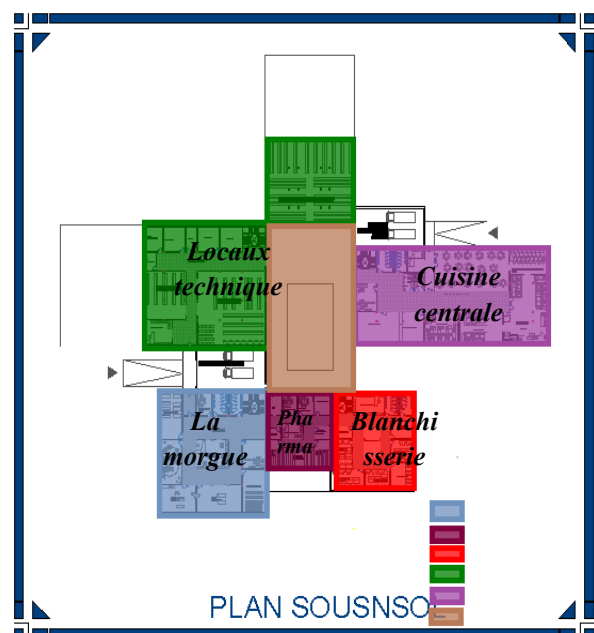 Locaux
technique
Cuisine
centrale
La
morgue
Pha
rma
Blanchi
sserie
PLAN SOUSNSOL